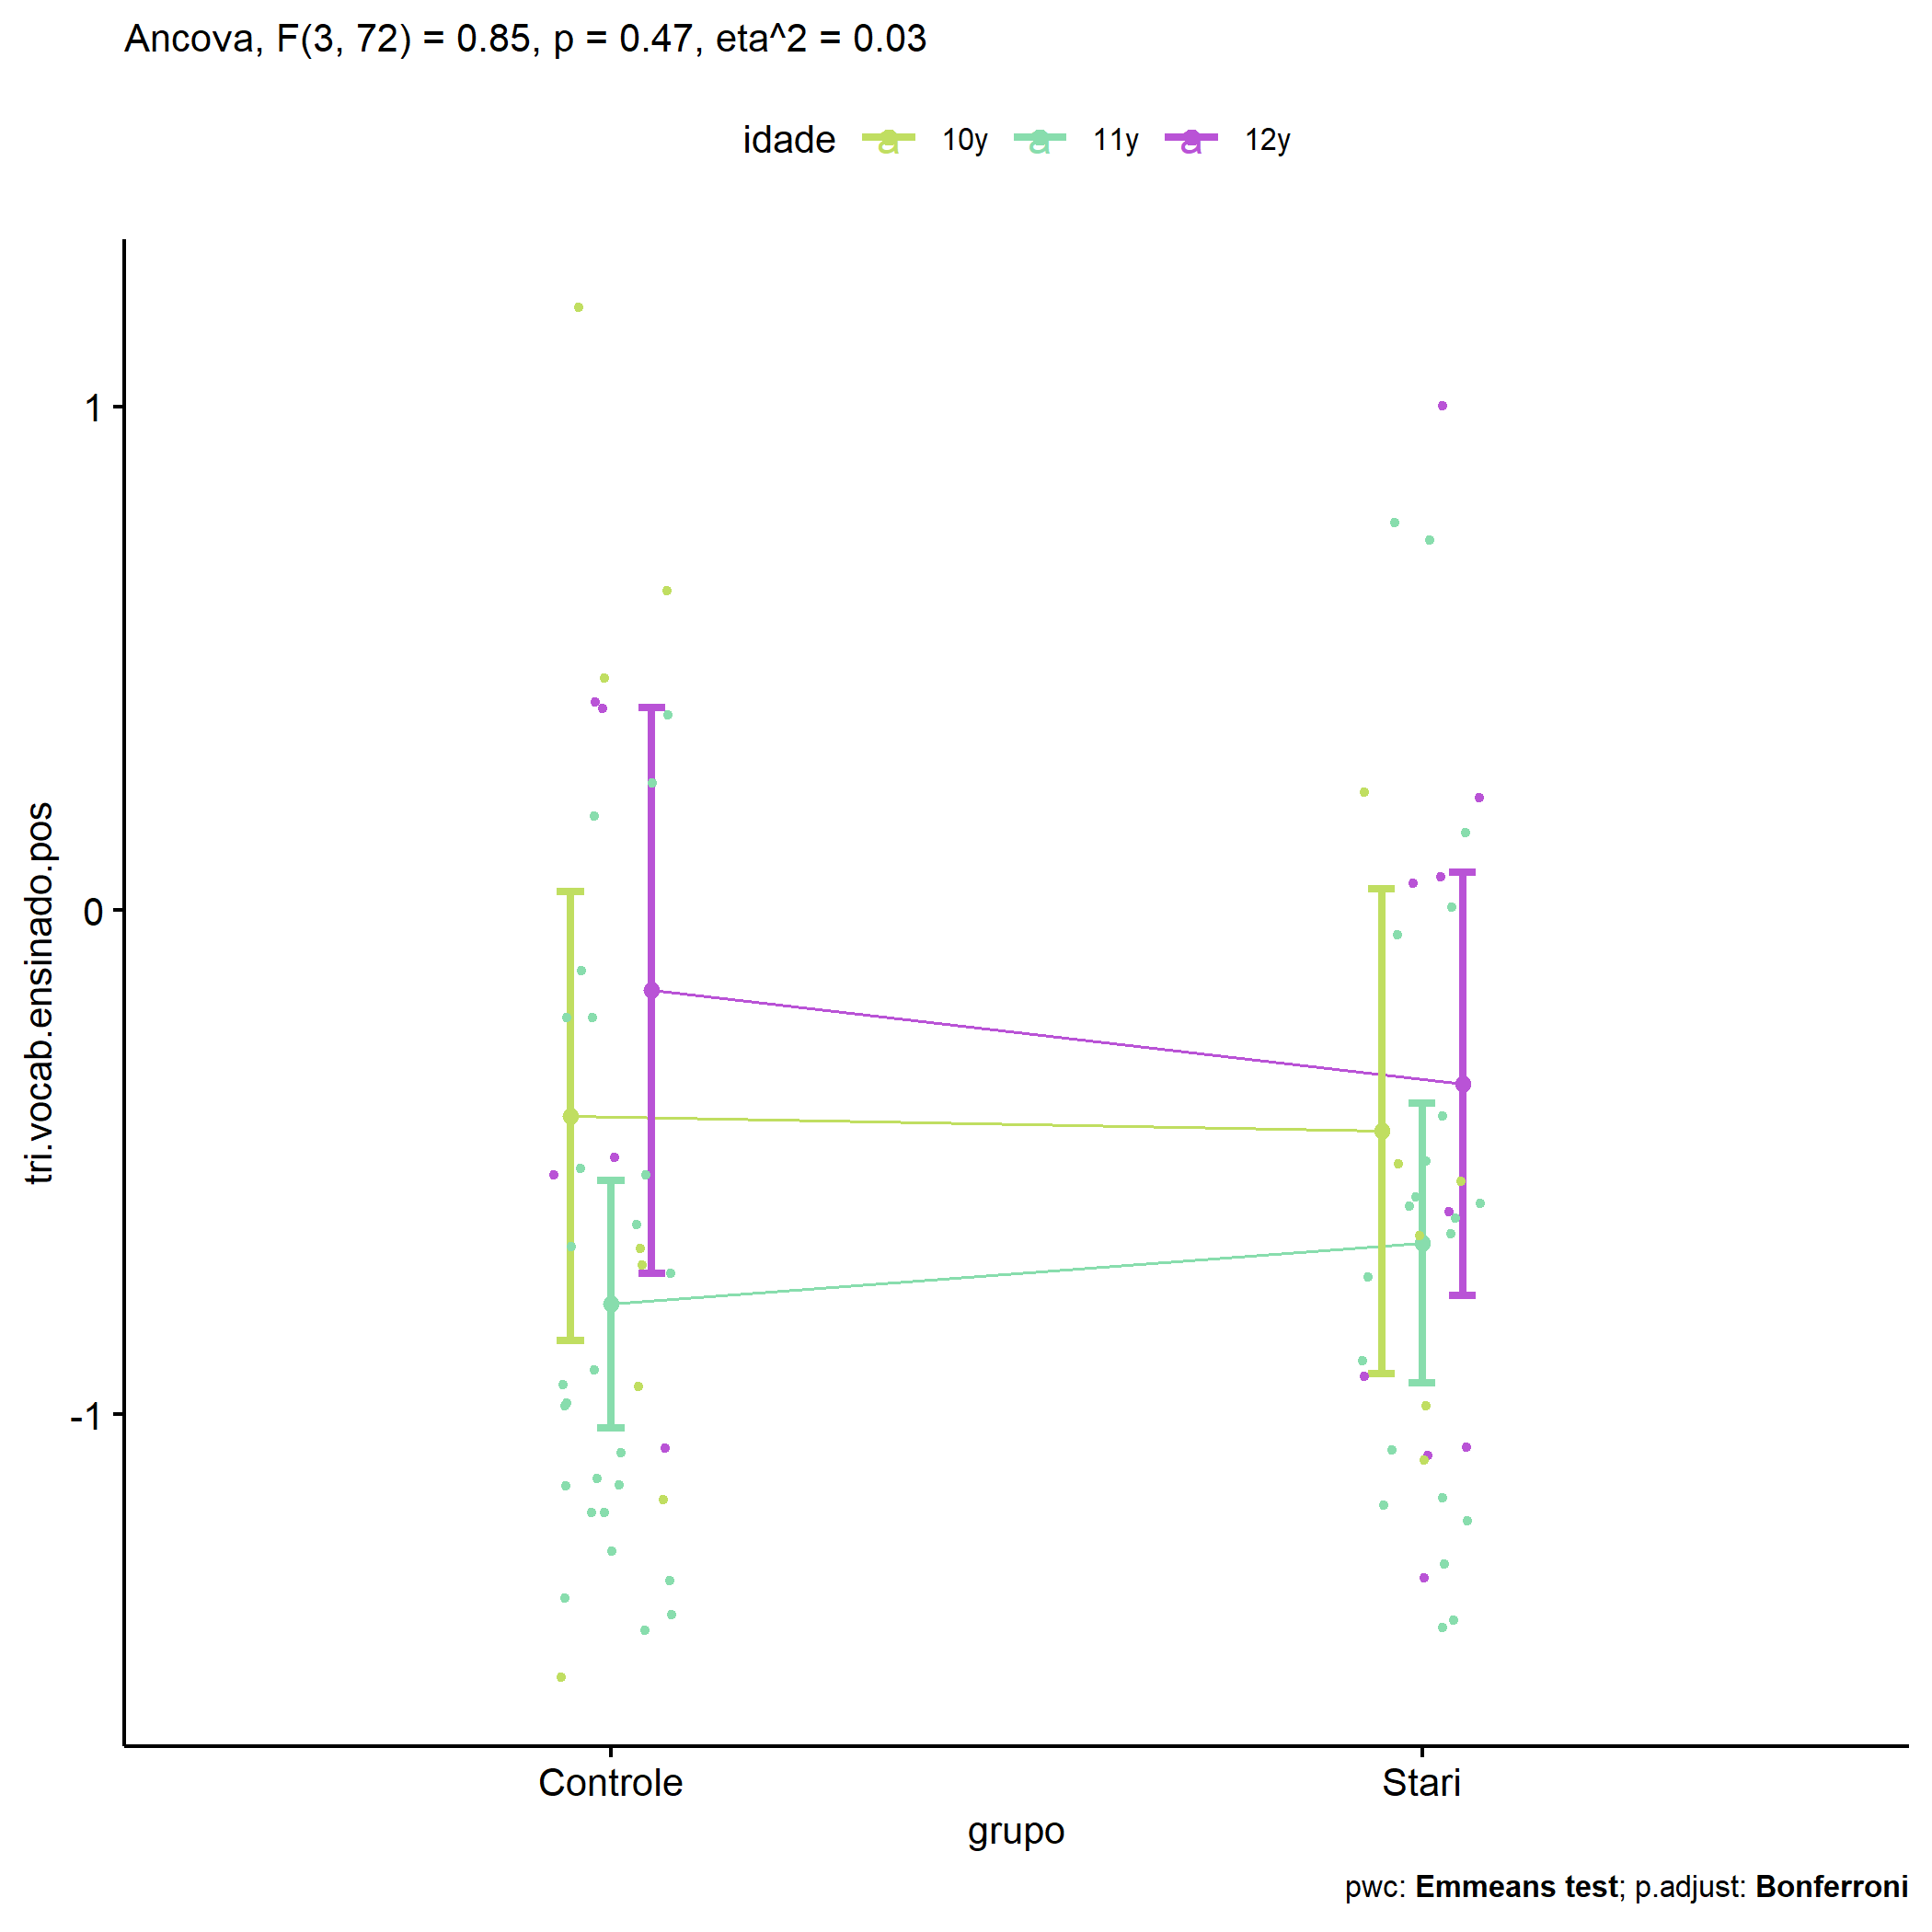 Ancova, F(3, 72) = 0.85, p = 0.47, eta^2 = 0.03
idade a 10y a 11y a 12y
1
0
-1
tri.vocab.ensinado.pos
Controle Stari
grupo
pwc: Emmeans test; p.adjust: Bonferroni